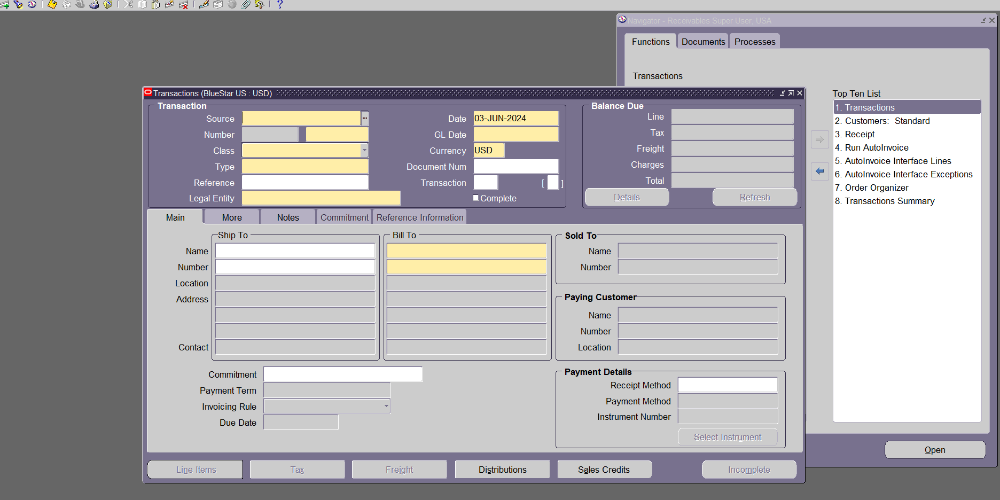 Navigator - Receivables Super User, USA
Functions Documents Processes
Transactions
Top Ten List
1. Transactions
2. Customers: Standard
3. Receipt
4. Run AutoInvoice
5. AutoInvoice Interface Lines
6. AutoInvoice Interface Exceptions
7. Order Organizer
8. Transactions Summary
Open
Transactions (BlueStar US : USD)
Transaction
Source
Number
Class
Type
Reference
Legal Entity
Date 03-JUN-2024
GL Date
Currency USD
Document Num
Transaction [ ]
Complete
Balance Due
Line
Tax
Freight
Charges
Total
Details Refresh
Main More Notes Commitment Reference Information
Ship To Bill To
Name
Number
Location
Address
Contact
Commitment
Payment Term
Invoicing Rule
Due Date
Sold To
Name
Number
Paying Customer
Name
Number
Location
Payment Details
Receipt Method
Payment Method
Instrument Number
Select Instrument
Line Items Tax Freight Distributions Sales Credits Incomplete